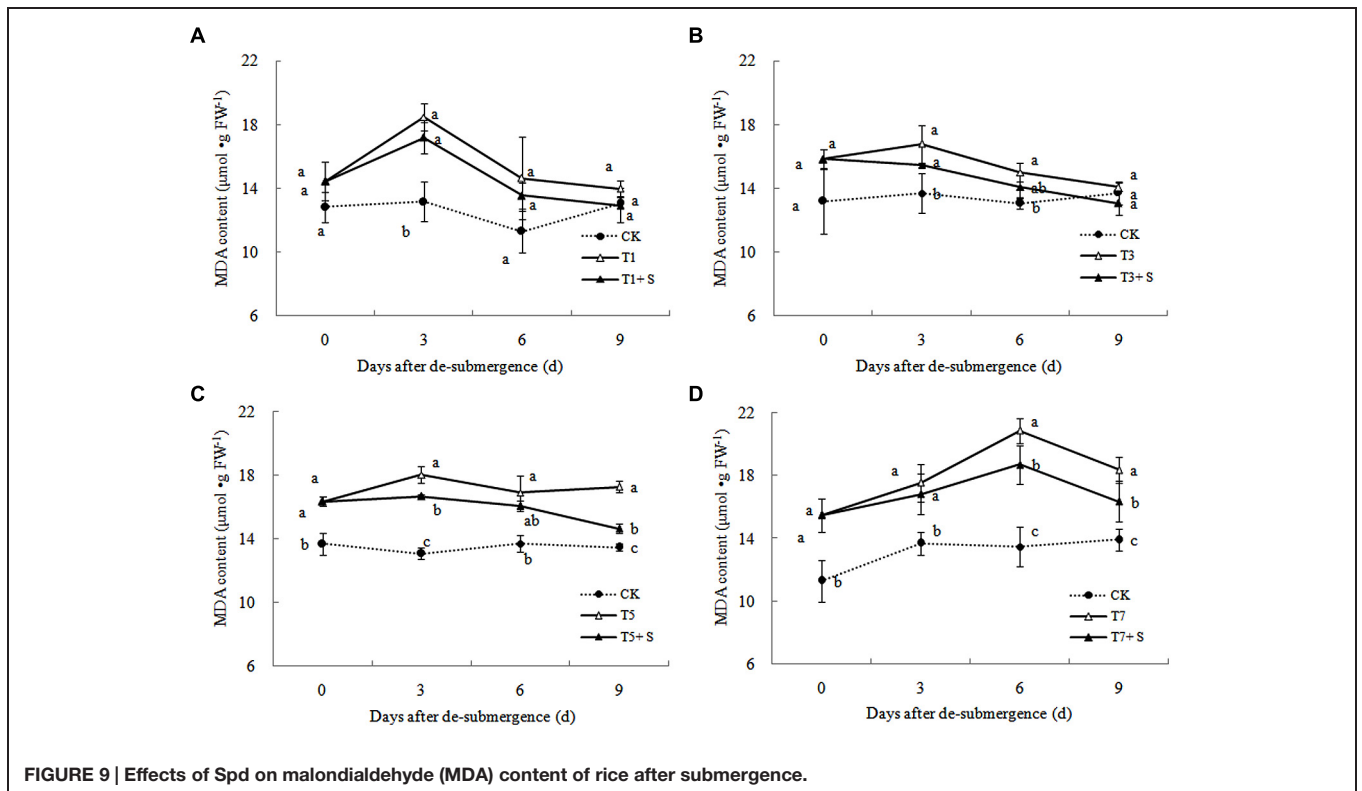 A
22
18
14
10
6
MDA content (μmol •g FW-1)
a
a
a
a
a
b
a
a
a
a
a
a
CK
T1
T1+ S
0 3 6 9
Days after de-submergence (d)
B
22
18
14
10
6
MDA content (μmol •g FW-1)
a
a
a
a
a
b
a
ab
b
a
a
a
CK
T3
T3+ S
0 3 6 9
Days after de-submergence (d)
C
22
18
14
10
6
MDA content (μmol •g FW-1)
a
a
b
a
b
c
a
ab
b
a
b
c
CK
T5
T5+ S
0 3 6 9
Days after de-submergence (d)
D
22
18
14
10
6
MDA content (μmol •g FW-1)
a
a
b
a
a
b
a
b
c
a
b
c
CK
T7
T7+ S
0 3 6 9
Days after de-submergence (d)
FIGURE 9 | Effects of Spd on malondialdehyde (MDA) content of rice after submergence.